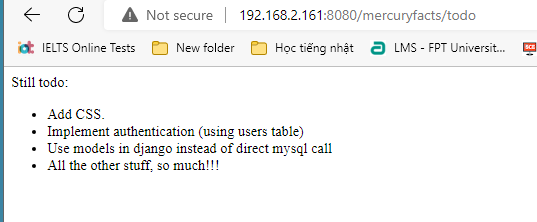 Not secure | 192.168.2.161:8080/mercuryfacts/todo
IELTS Online Tests New folder Học tiếng nhật LMS - FPT Universit...
Still todo:
Add CSS.
Implement authentication (using users table)
Use models in django instead of direct mysql call
All the other stuff, so much!!!